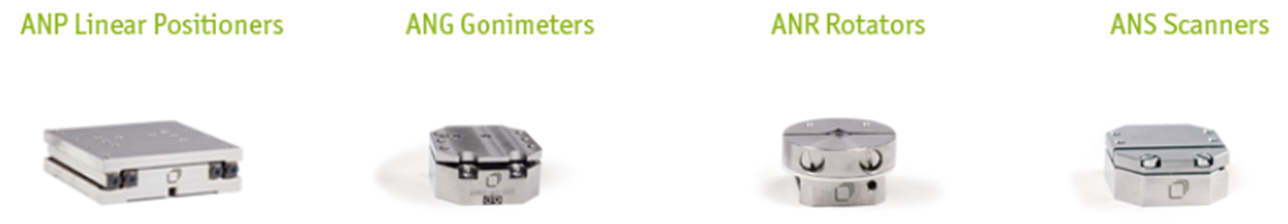 ANP Linear Positioners
ANG Gonimeters
ANR Rotators
ANS Scanners